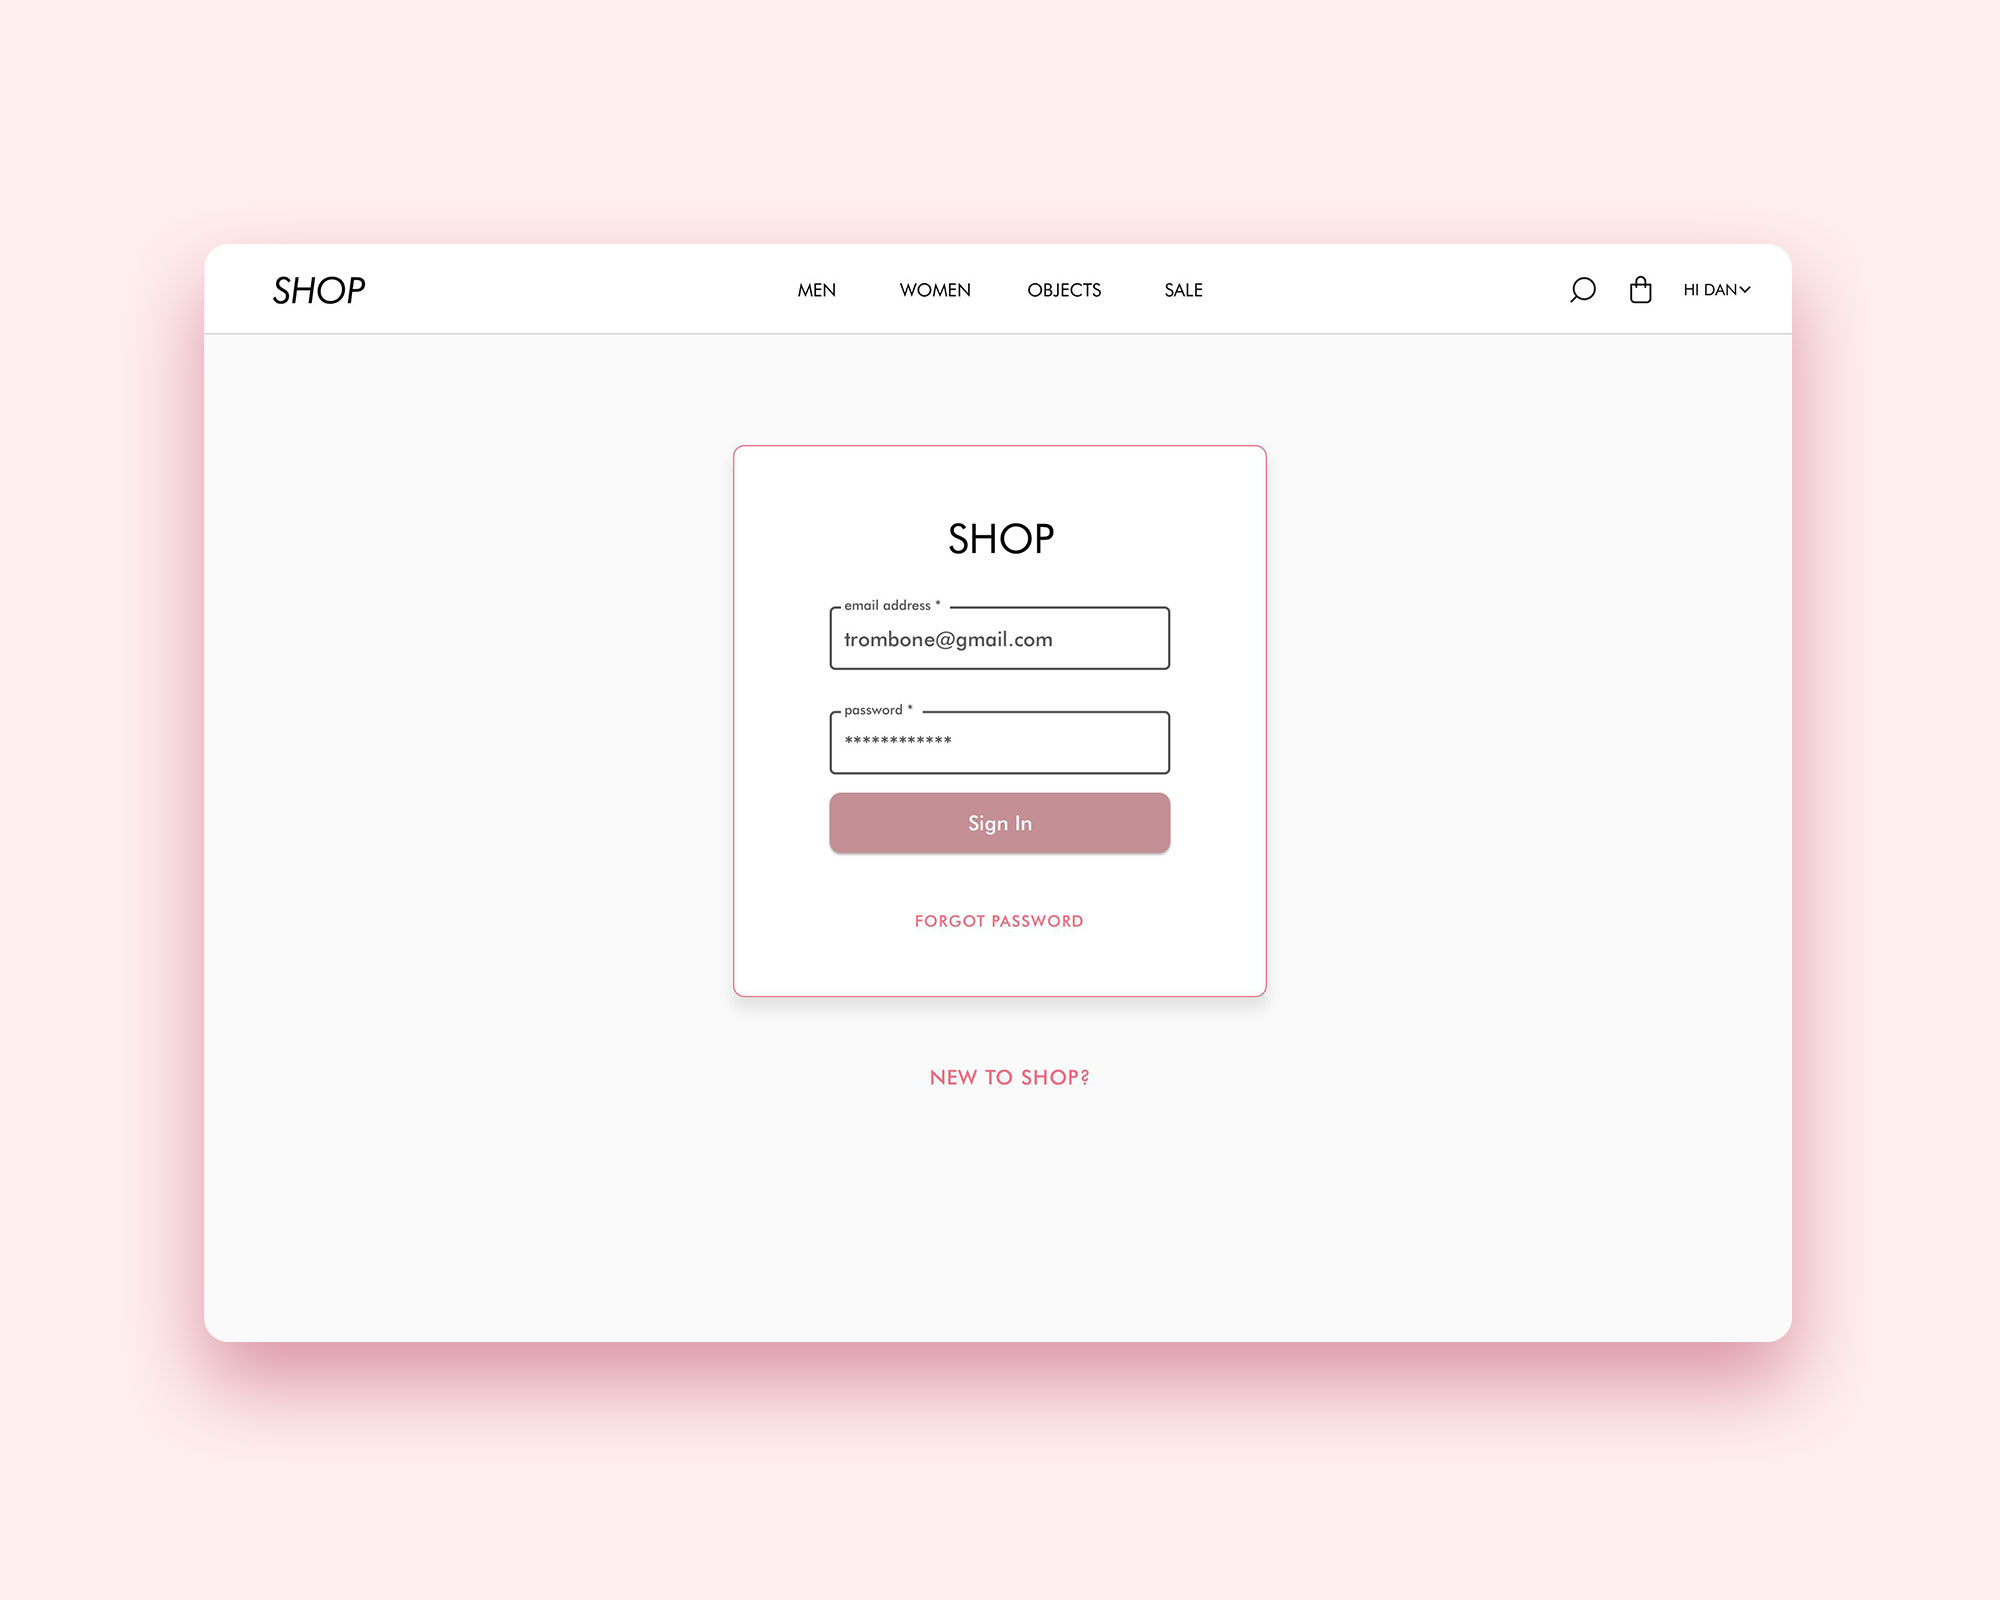 SHOP
MEN WOMEN OBJECTS SALE
HI DAN
SHOP
email address *
trombone@gmail.com
password *
************
Sign In
FORGOT PASSWORD
NEW TO SHOP?